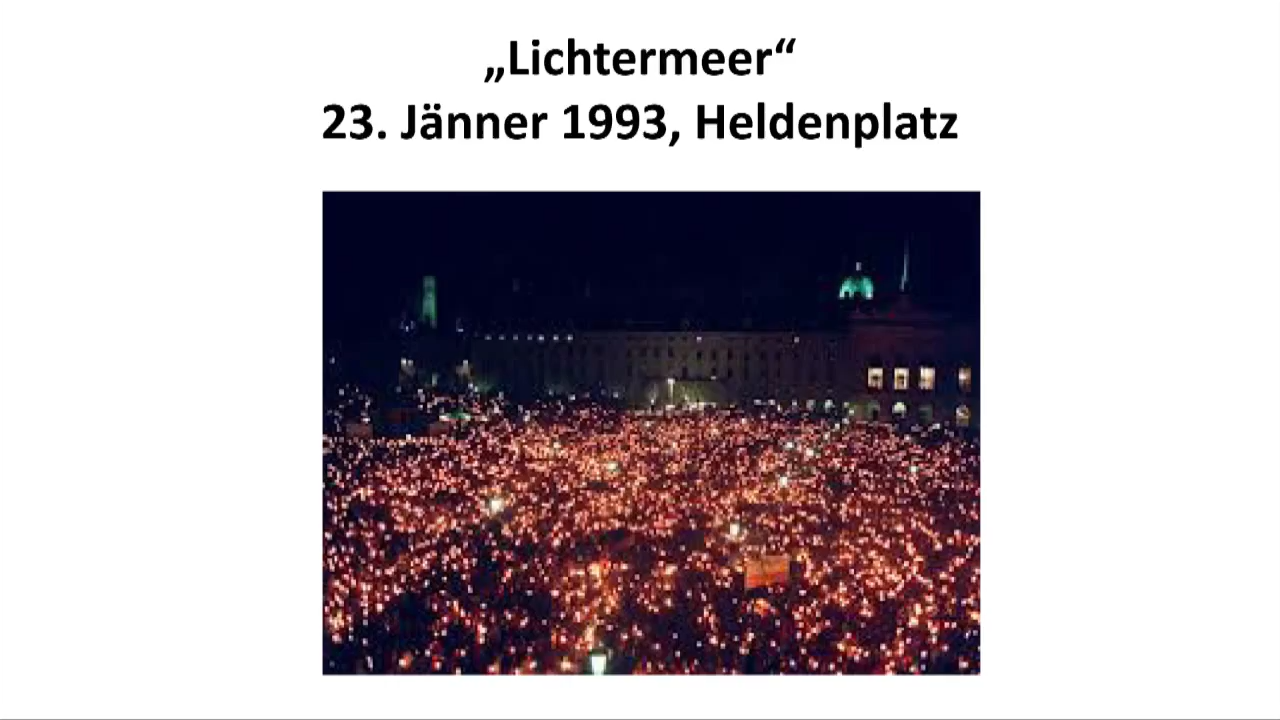 „Lichtermeer“
23. Jänner 1993, Heldenplatz